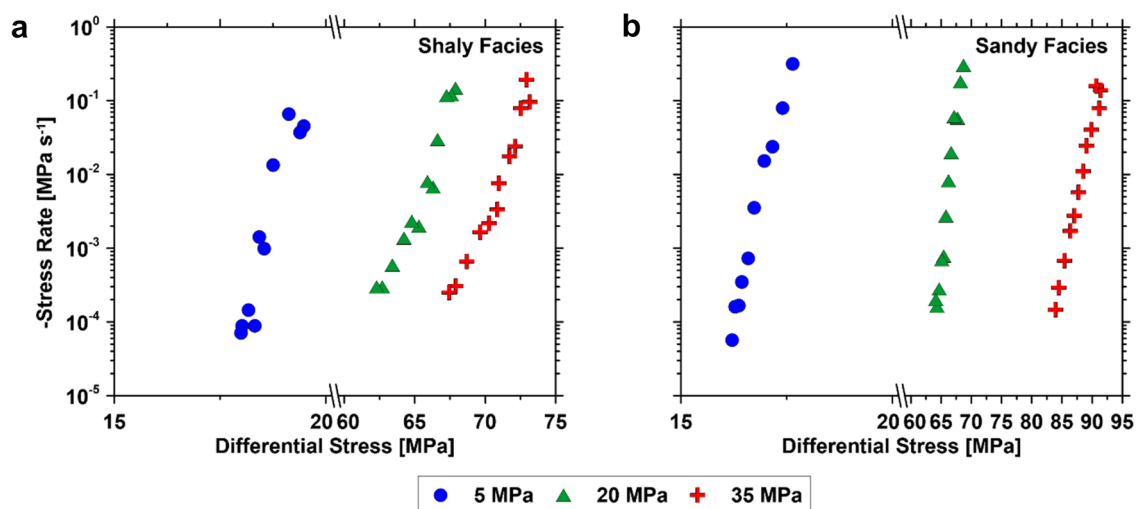 a
b
Shaly Facies
Sandy Facies
-Stress Rate [MPa s⁻¹]
10⁰
10⁻¹
10⁻²
10⁻³
10⁻⁴
10⁻⁵
15 20 60 65 70 75
15 20 60 65 70 75 80 85 90 95
Differential Stress [MPa]
Differential Stress [MPa]
5 MPa 20 MPa 35 MPa